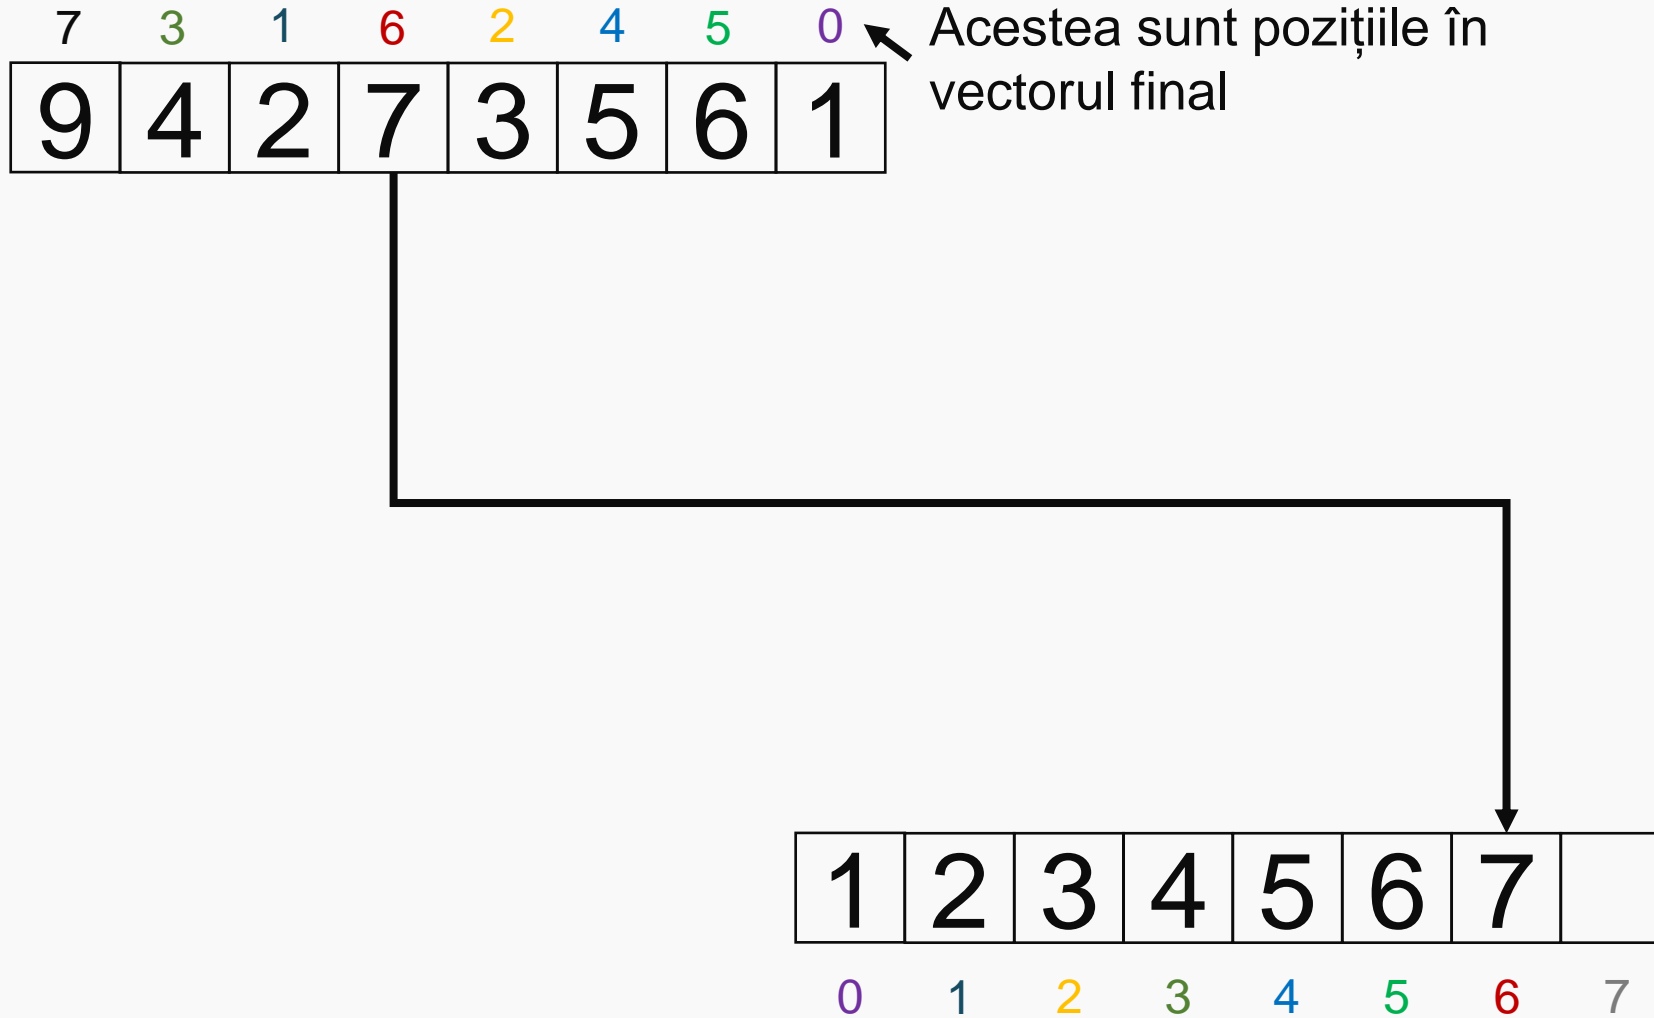 7 3 1 6 2 4 5 0
Acestea sunt pozițiile în
vectorul final
9 4 2 7 3 5 6 1
1 2 3 4 5 6 7
0 1 2 3 4 5 6 7